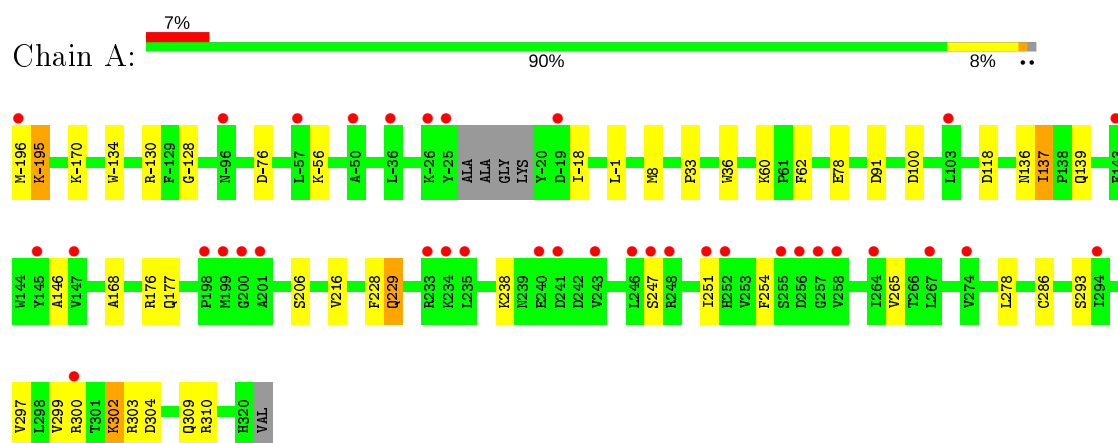 7%
Chain A:
90% 8%
M-196 K-195 K-170 W-134 R-130 F-129 G-128 N-96 D-76 L-57 K-56 A-50 L-36 K-26 Y-25 ALA ALA GLY LYS Y-20 D-19 I-18 L-1 M8 P33 W36 K60 P61 F62 E78 D91 D100 L103 D118 N136 I137 P138 Q139
W144 Y145 A146 V147 A168 R176 Q177 P198 M199 G200 A201 S206 V216 F228 Q229 R233 K234 L235 K238 N239 E240 D241 D242 V243 L246 S247 R248 I251 H252 V253 F254 S255 D256 G257 V258 I264 V265 T266 L267 V274 L278 C286 S293 I294
V297 L298 V299 R300 T301 K302 R303 D304 Q309 R310 H320 VAL